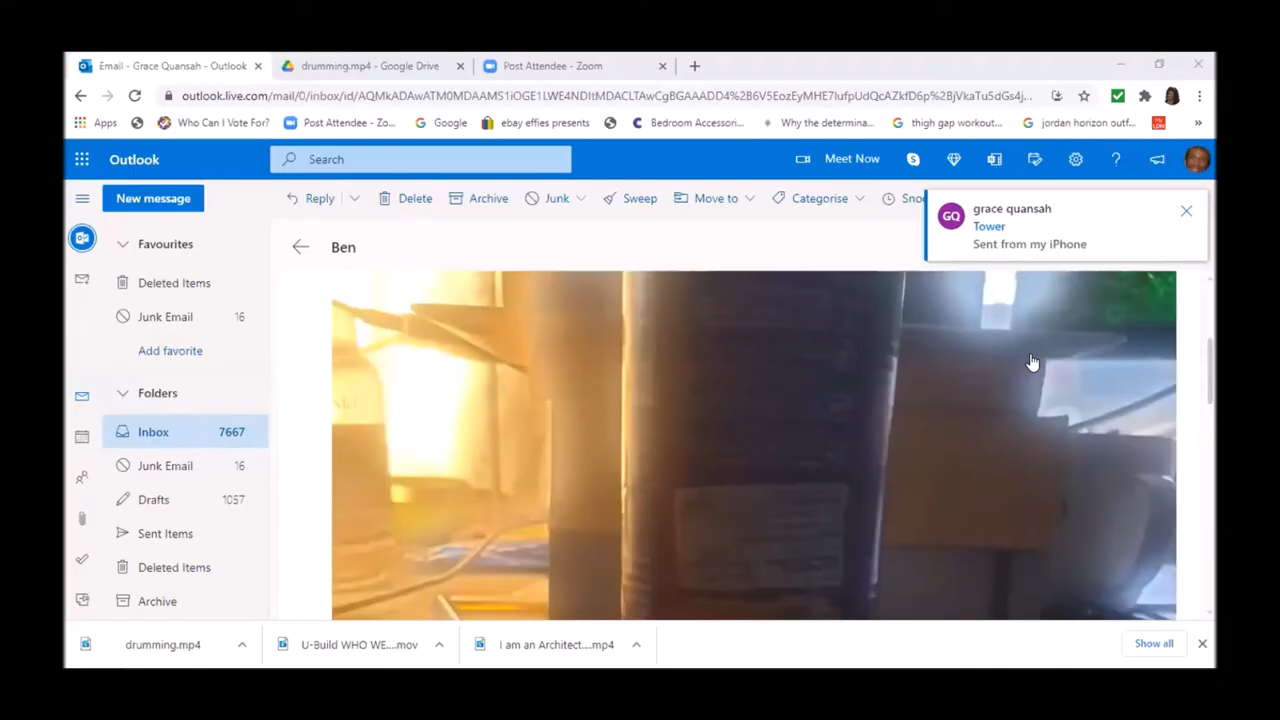 Email - Grace Quansah - Outlook
drumming.mp4 - Google Drive
Post Attendee - Zoom
outlook.live.com/mail/0/inbox/id/AQMkADAwATM0MDAAMS1iOGE1LWE4NDItMDACLTAwCgBGAAADD4%2B6V5EozEyMHE7IufpUdQcAZkfD6p%2BjVkaTu5dGs4j...
Apps
Who Can I Vote For?
Post Attendee - Zo...
Google
ebay effies presents
Bedroom Accessori...
Why the determina...
thigh gap workout...
jordan horizon outf...
»
Outlook
Search
Meet Now
New message
Reply
Delete
Archive
Junk
Sweep
Move to
Categorise
Snoo
GQ
grace quansah
Tower
Sent from my iPhone
Favourites
Ben
Deleted Items
Junk Email 16
Add favorite
Folders
Inbox 7667
Junk Email 16
Drafts 1057
Sent Items
Deleted Items
Archive
drumming.mp4
U-Build WHO WE....mov
I am an Architect....mp4
Show all